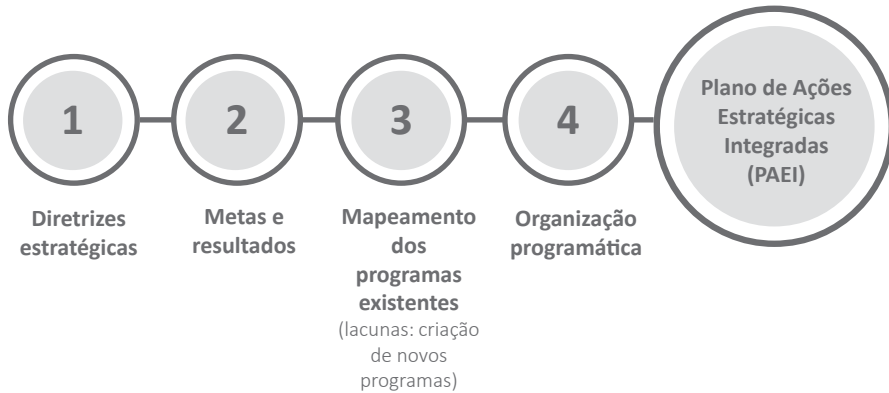 1
2
3
4
Plano de Ações
Estratégicas
Integradas
(PAEI)
Diretrizes
estratégicas
Metas e
resultados
Mapeamento
dos
programas
existentes
(lacunas: criação
de novos
programas)
Organização
programática